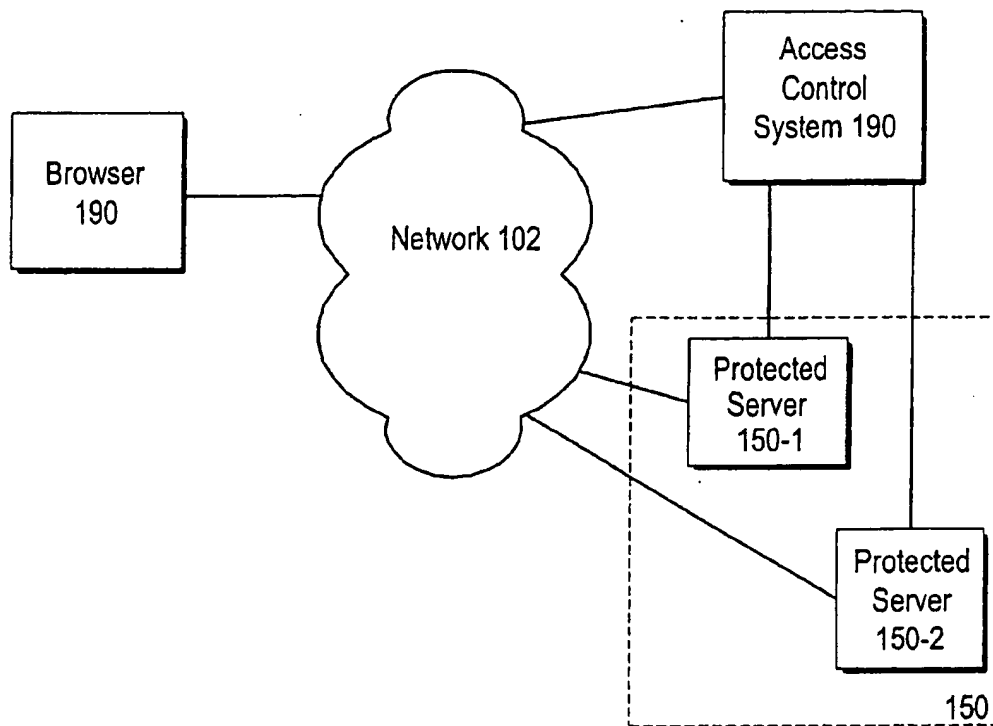 Access
Control
System 190
Browser
190
Network 102
Protected
Server
150-1
Protected
Server
150-2
150